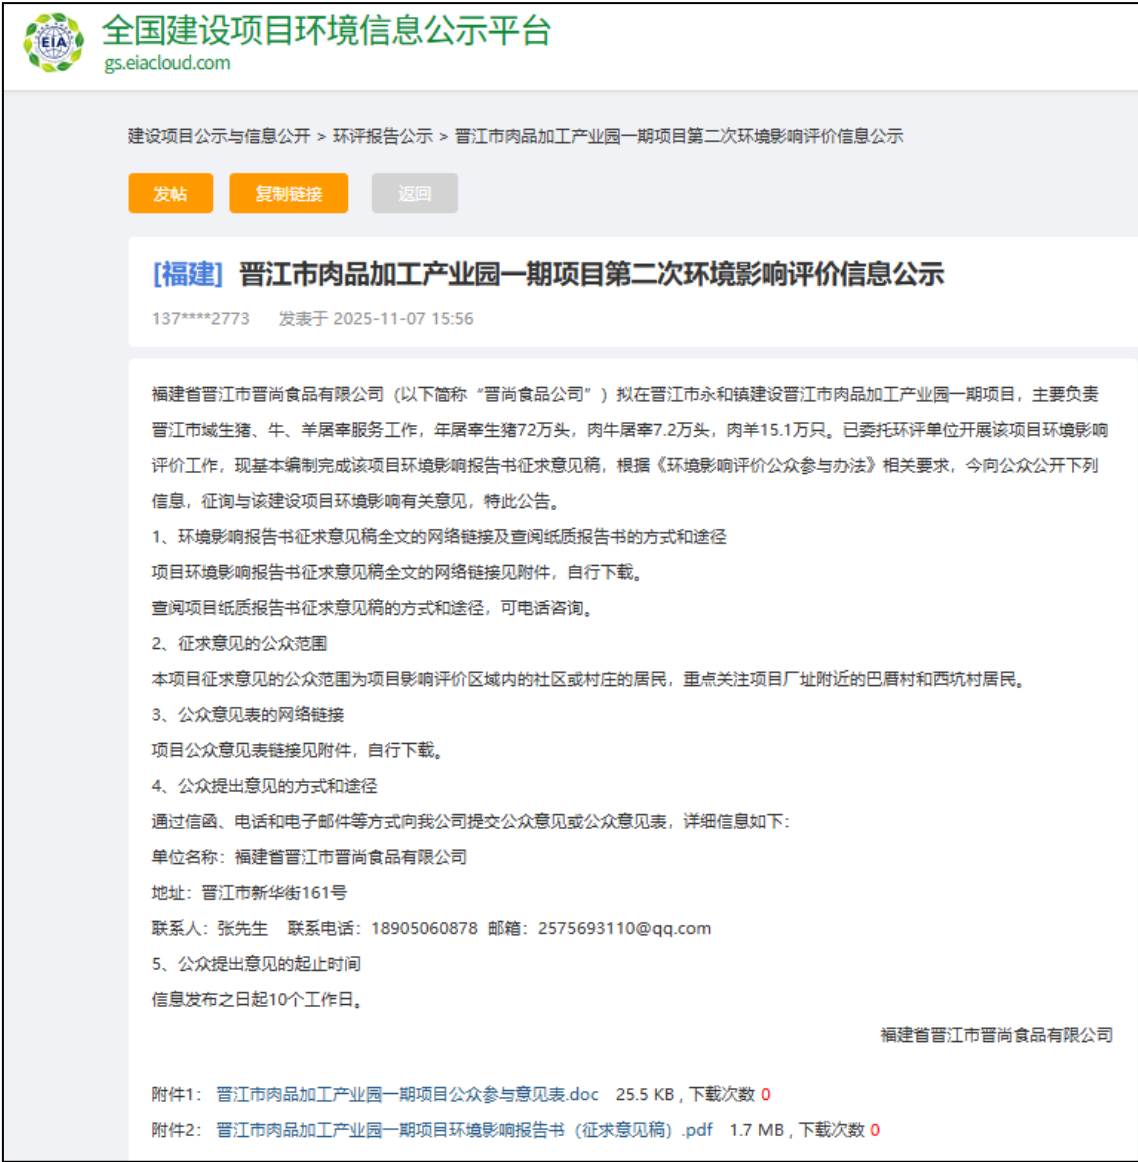 EIA
全国建设项目环境信息公示平台
gs.eiacloud.com
建设项目公示与信息公开 > 环评报告公示 > 晋江市肉品加工产业园一期项目第二次环境影响评价信息公示
发帖 复制链接 返回
[福建] 晋江市肉品加工产业园一期项目第二次环境影响评价信息公示
137****2773 发表于 2025-11-07 15:56
福建省晋江市晋尚食品有限公司（以下简称“晋尚食品公司”）拟在晋江市永和镇建设晋江市肉品加工产业园一期项目，主要负责
晋江市域生猪、牛、羊屠宰服务工作，年屠宰生猪72万头，肉牛屠宰7.2万头，肉羊15.1万只。已委托环评单位开展该项目环境影响
评价工作，现基本编制完成该项目环境影响报告书征求意见稿，根据《环境影响评价公众参与办法》相关要求，今向公众公开下列
信息，征询与该建设项目环境影响有关意见，特此公告。
1、环境影响报告书征求意见稿全文的网络链接及查阅纸质报告书的方式和途径
项目环境影响报告书征求意见稿全文的网络链接见附件，自行下载。
查阅项目纸质报告书征求意见稿的方式和途径，可电话咨询。
2、征求意见的公众范围
本项目征求意见的公众范围为项目影响评价区域内的社区或村庄的居民，重点关注项目厂址附近的巴厝村和西坑村居民。
3、公众意见表的网络链接
项目公众意见表链接见附件，自行下载。
4、公众提出意见的方式和途径
通过信函、电话和电子邮件等方式向我公司提交公众意见或公众意见表，详细信息如下：
单位名称：福建省晋江市晋尚食品有限公司
地址：晋江市新华街161号
联系人：张先生 联系电话：18905060878 邮箱：2575693110@qq.com
5、公众提出意见的起止时间
信息发布之日起10个工作日。
福建省晋江市晋尚食品有限公司
附件1： 晋江市肉品加工产业园一期项目公众参与意见表.doc 25.5 KB , 下载次数 0
附件2： 晋江市肉品加工产业园一期项目环境影响报告书（征求意见稿）.pdf 1.7 MB , 下载次数 0